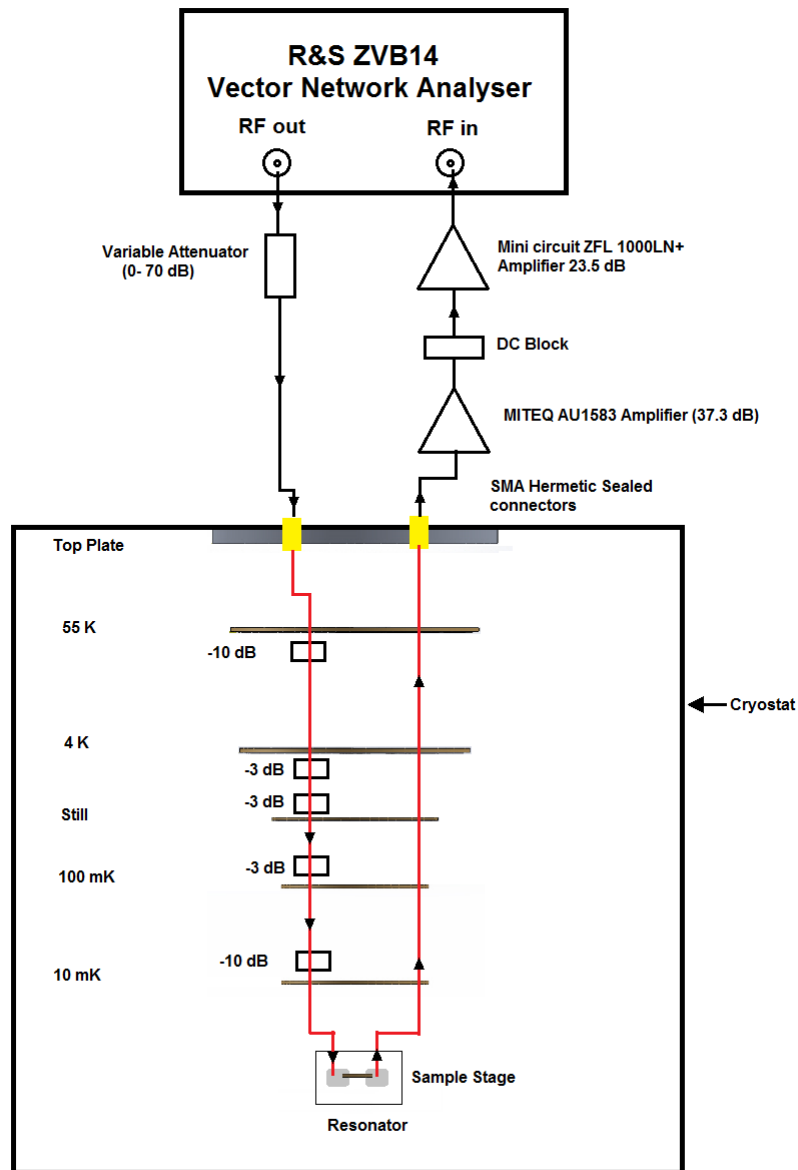 R&S ZVB14
Vector Network Analyser
RF out
RF in
Variable Attenuator
(0- 70 dB)
Mini circuit ZFL 1000LN+
Amplifier 23.5 dB
DC Block
MITEQ AU1583 Amplifier (37.3 dB)
SMA Hermetic Sealed
connectors
Top Plate
55 K
-10 dB
Cryostat
4 K
-3 dB
-3 dB
Still
-3 dB
100 mK
-10 dB
10 mK
Sample Stage
Resonator